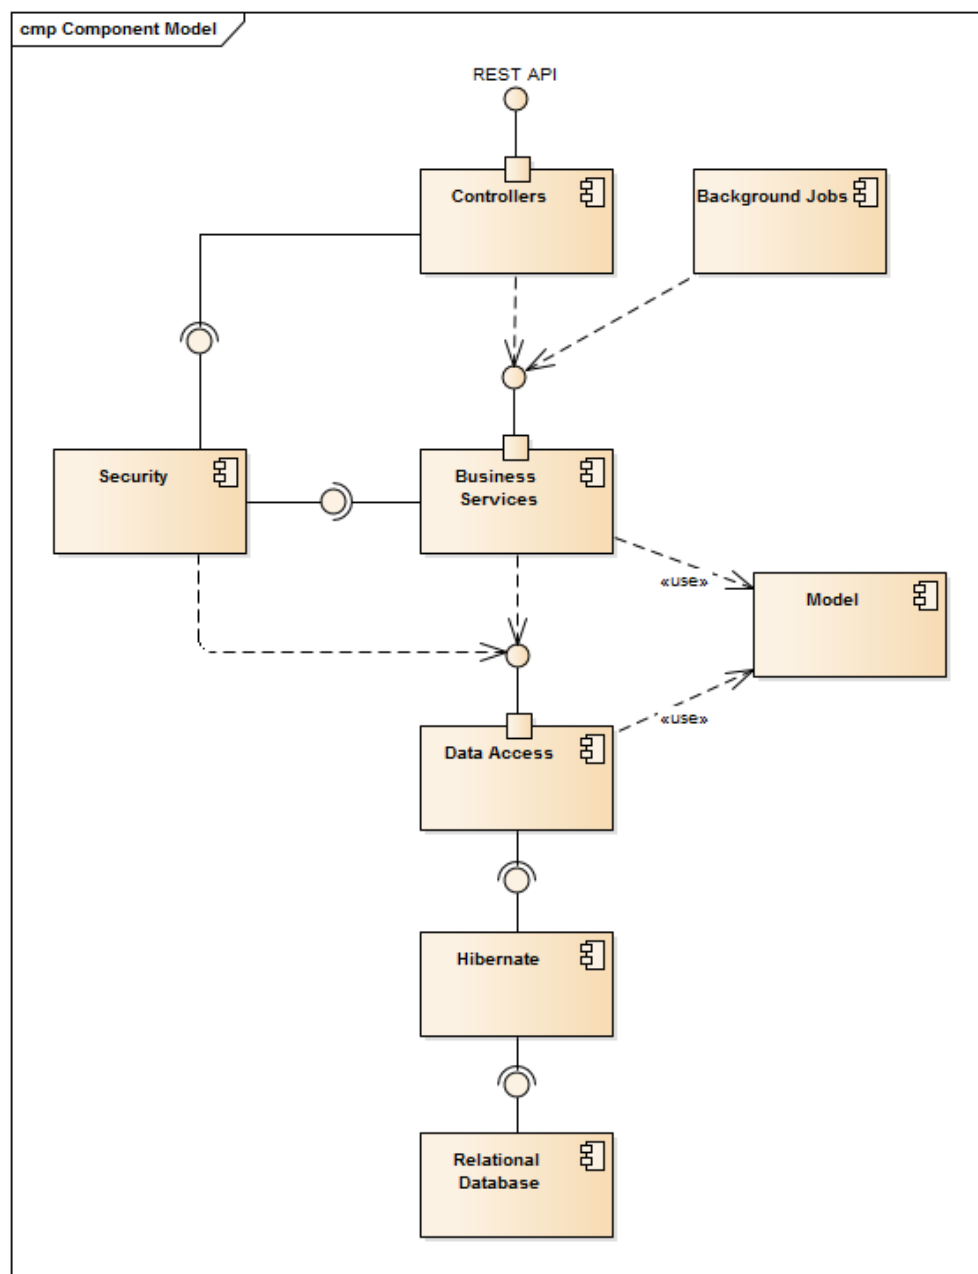 cmp Component Model
REST API
Controllers
Background Jobs
Security
Business
Services
«use»
Model
«use»
Data Access
Hibernate
Relational
Database